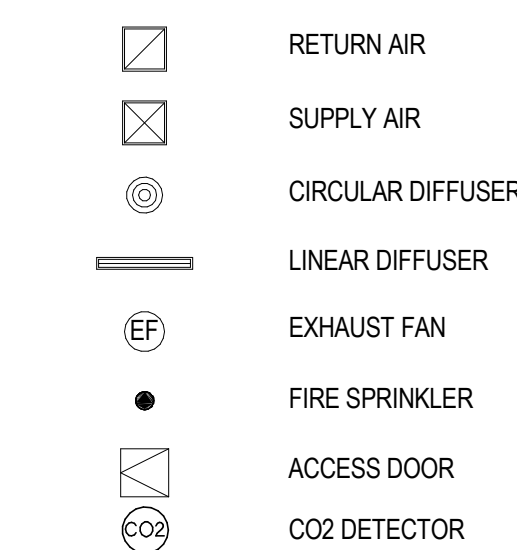 RETURN AIR
SUPPLY AIR
CIRCULAR DIFFUSER
LINEAR DIFFUSER
EF EXHAUST FAN
FIRE SPRINKLER
ACCESS DOOR
CO2 CO2 DETECTOR